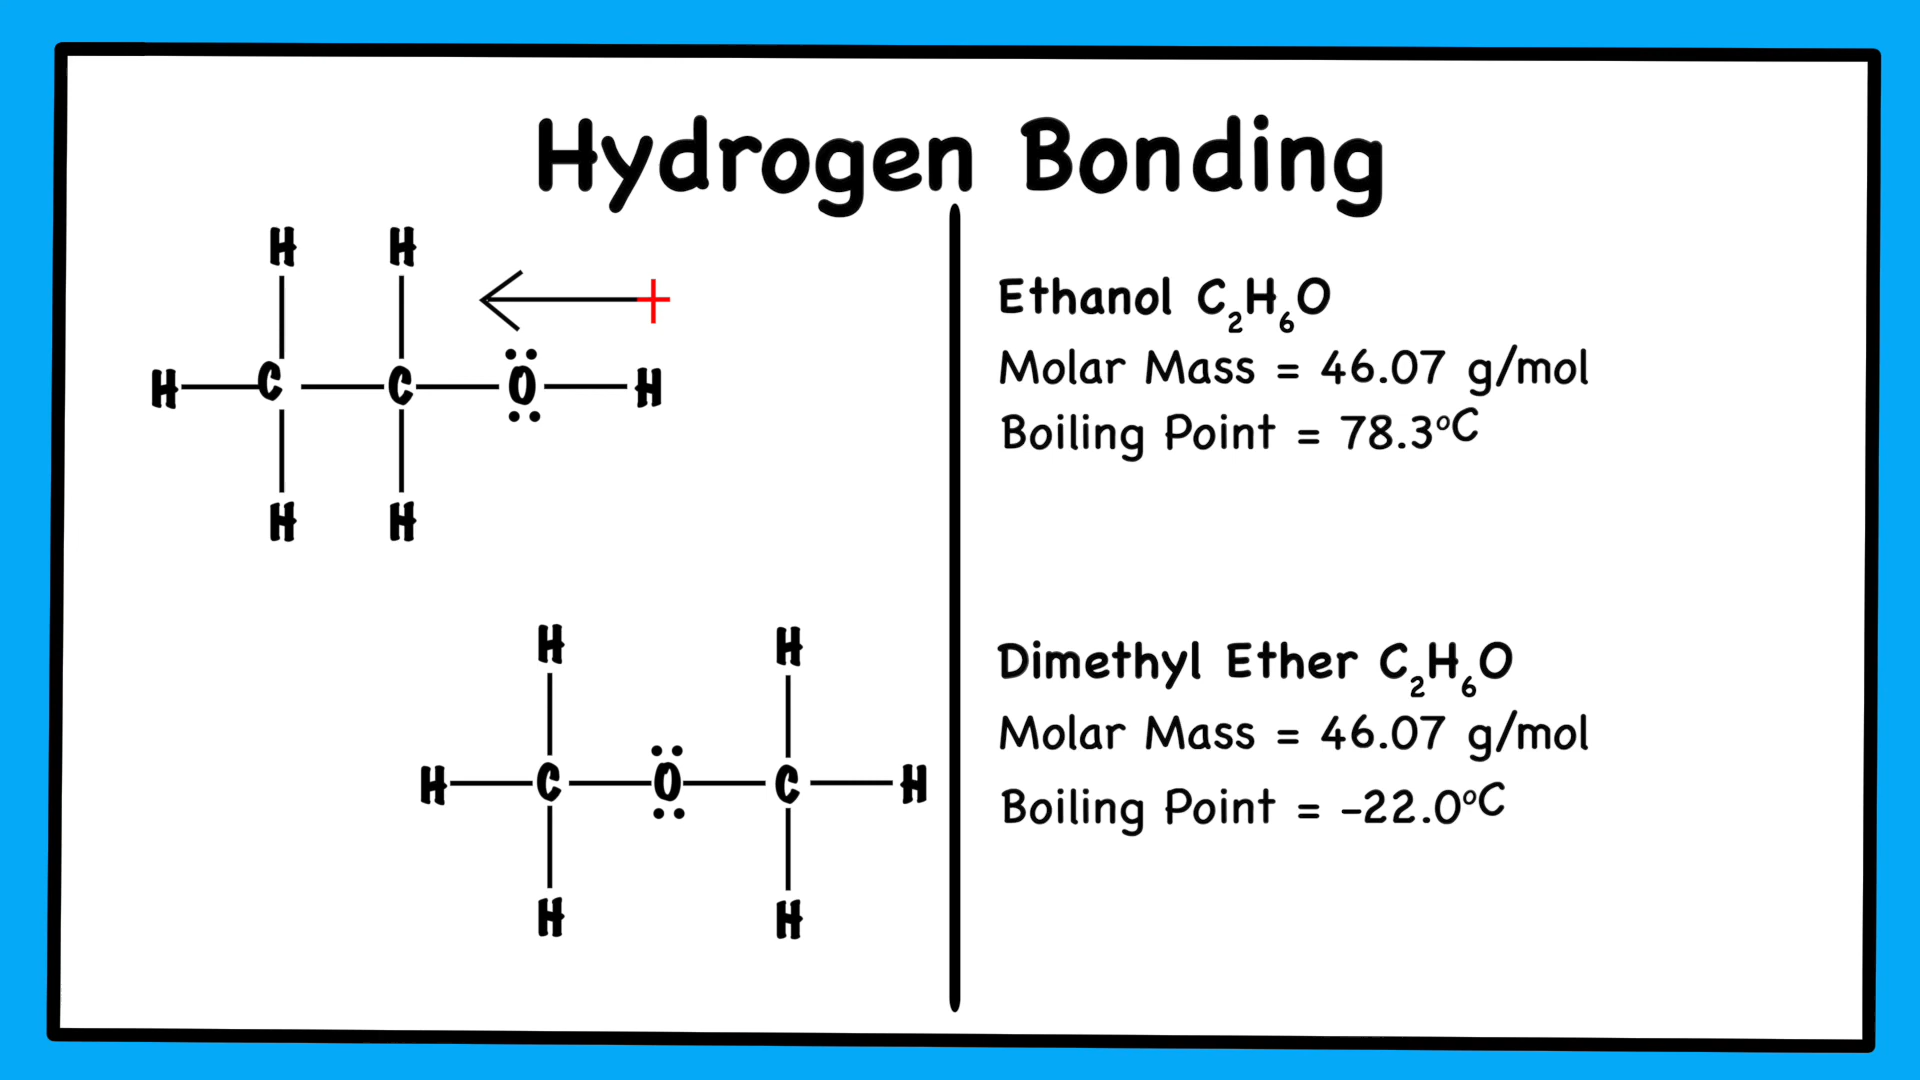 Hydrogen Bonding
H H
H C C O H
H H
Ethanol C₂H₆O
Molar Mass = 46.07 g/mol
Boiling Point = 78.3°C
H H
H C O C H
H H
Dimethyl Ether C₂H₆O
Molar Mass = 46.07 g/mol
Boiling Point = -22.0°C